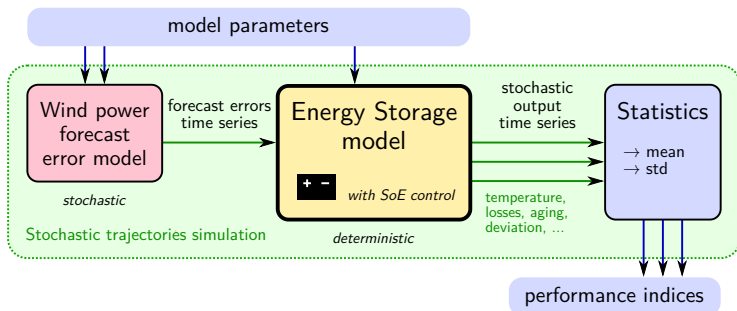 model parameters
Wind power
forecast
error model
stochastic
forecast errors
time series
Energy Storage
model
+ −
with SoE control
deterministic
stochastic
output
time series
temperature,
losses, aging,
deviation, ...
Statistics
→ mean
→ std
Stochastic trajectories simulation
performance indices